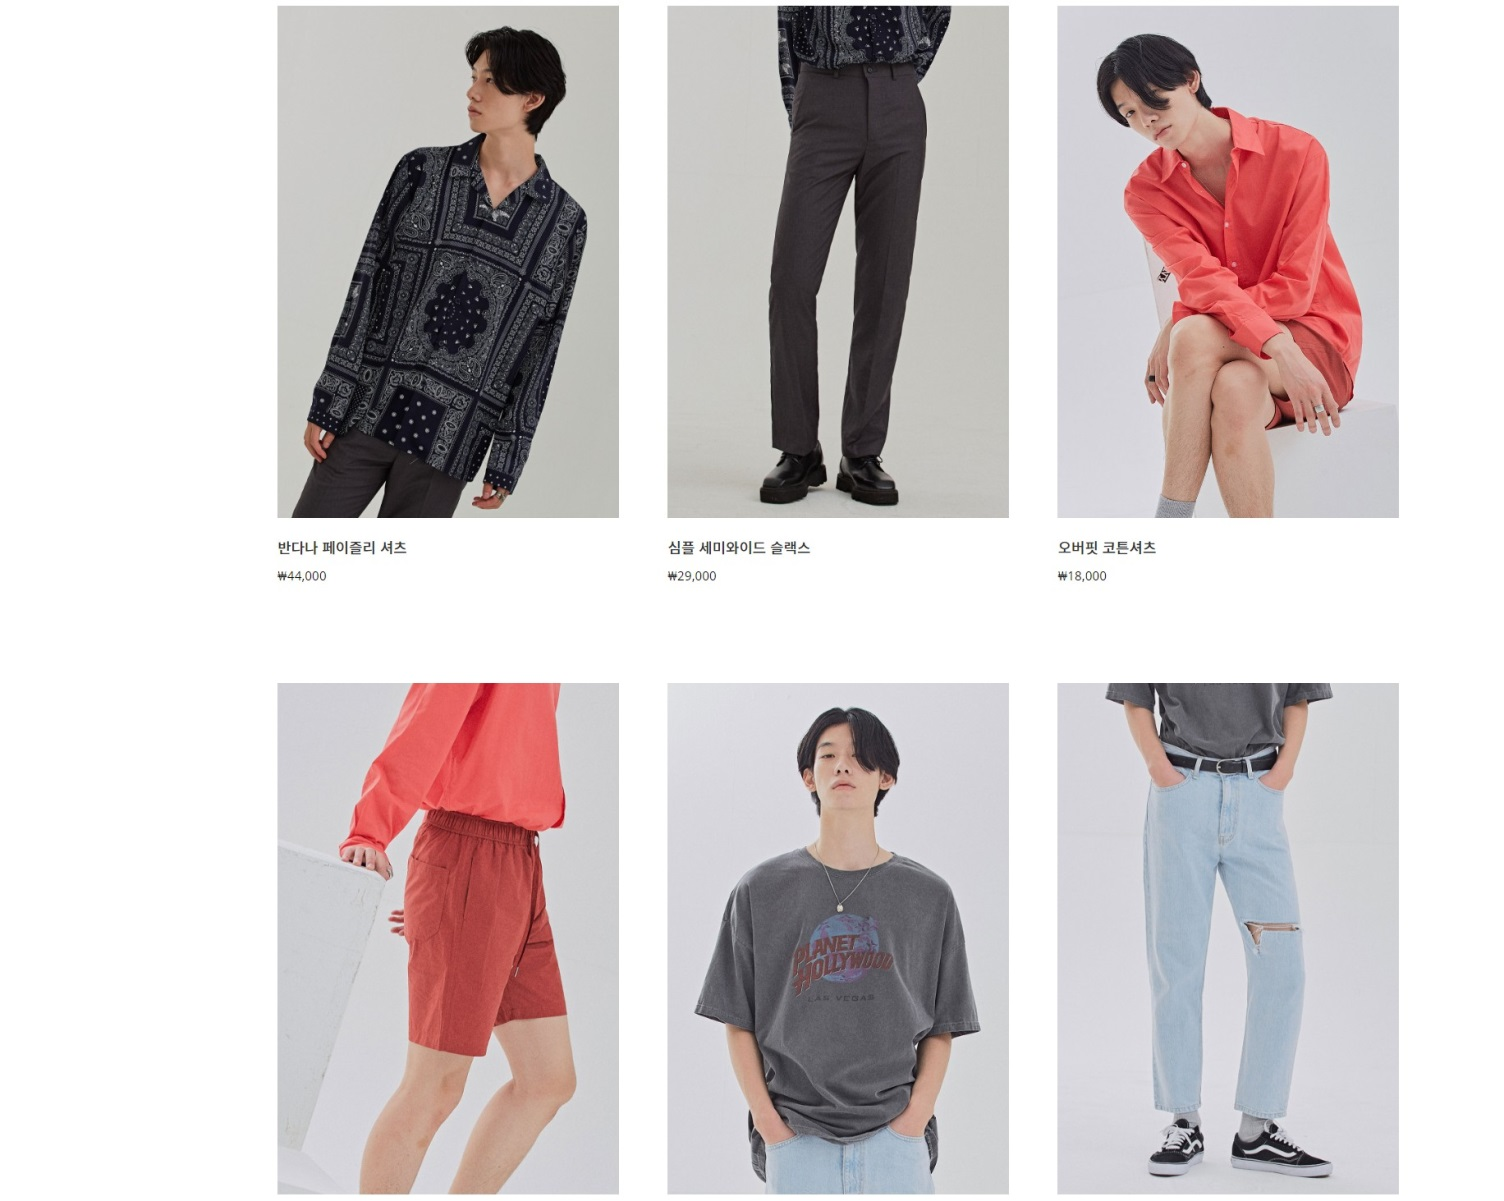 반다나 페이즐리 셔츠
₩44,000
심플 세미와이드 슬랙스
₩29,000
오버핏 코튼셔츠
₩18,000
PLANET
HOLLYWOOD
LAS VEGAS